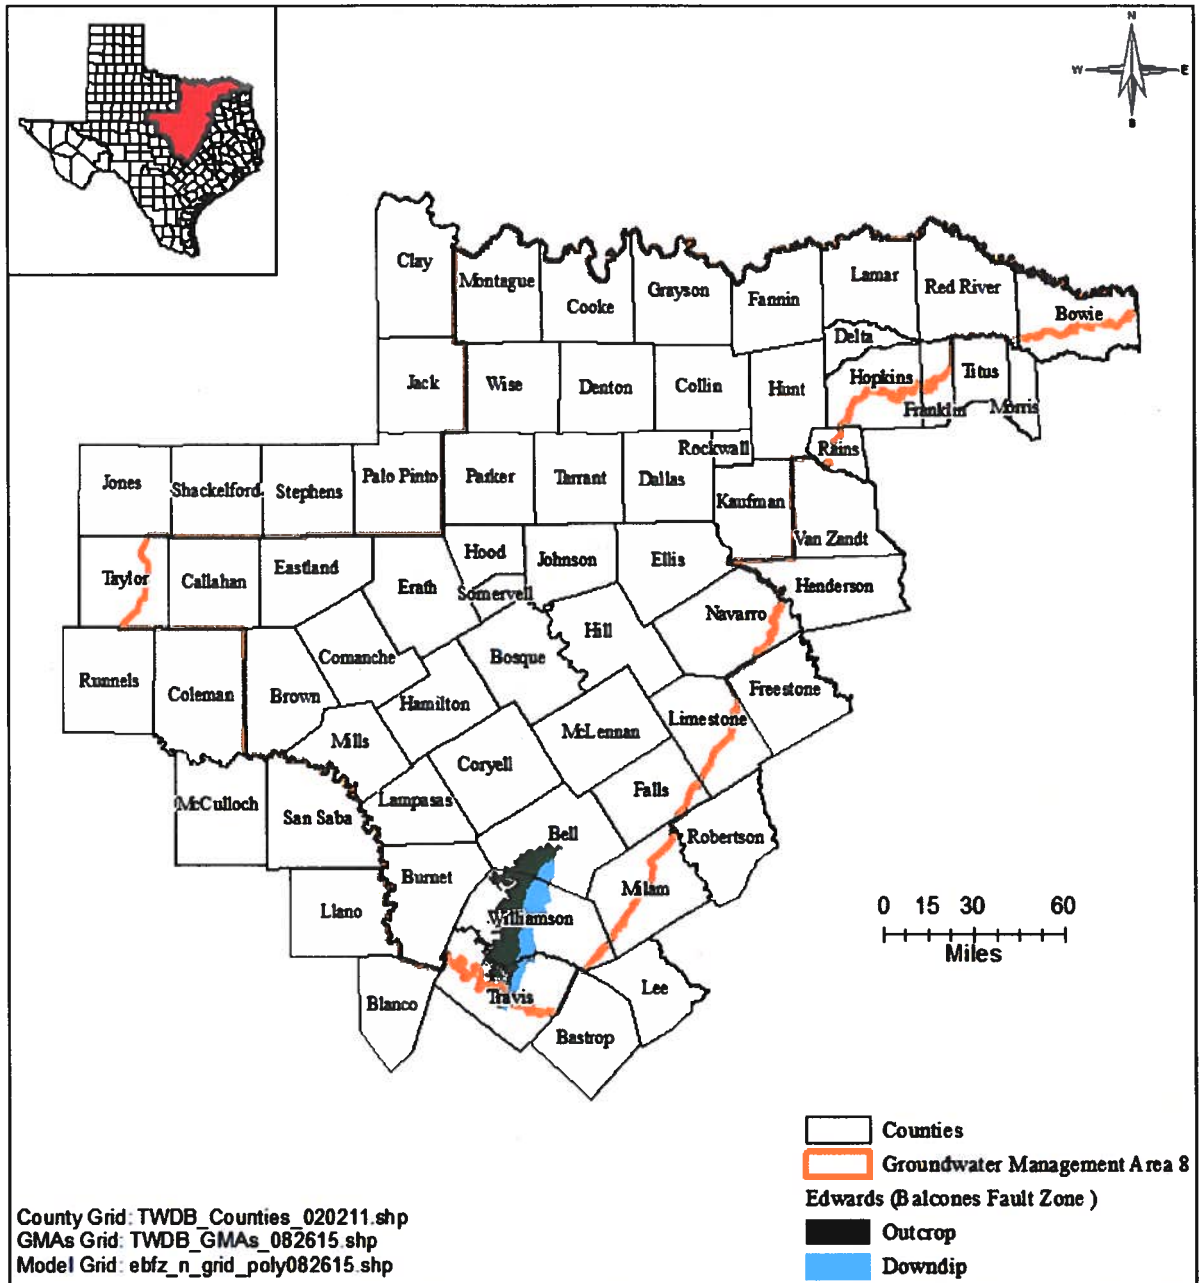 N
W E
S
Clay
Montague
Cooke
Grayson
Fannin
Lamar
Red River
Bowie
Delta
Jack
Wise
Denton
Collin
Hunt
Hopkins
Titus
Franklin
Morris
Rockwall
Rains
Jones
Shackelford
Stephens
Palo Pinto
Parker
Tarrant
Dallas
Kaufman
Van Zandt
Taylor
Callahan
Eastland
Erath
Hood
Johnson
Ellis
Henderson
Somervell
Navarro
Hill
Bosque
Comanche
Runnels
Coleman
Brown
Hamilton
Freestone
Limestone
McLennan
Mills
Coryell
Falls
McCulloch
San Saba
Lampasas
Bell
Robertson
Burnet
Milam
Llano
Williamson
0 15 30 60
Miles
Blanco
Travis
Lee
Bastrop
Counties
Groundwater Management Area 8
Edwards (Balcones Fault Zone )
Outcrop
Downdip
County Grid: TWDB_Counties_020211.shp
GMAs Grid: TWDB_GMAs_082615.shp
Model Grid: ebfz_n_grid_poly082615.shp